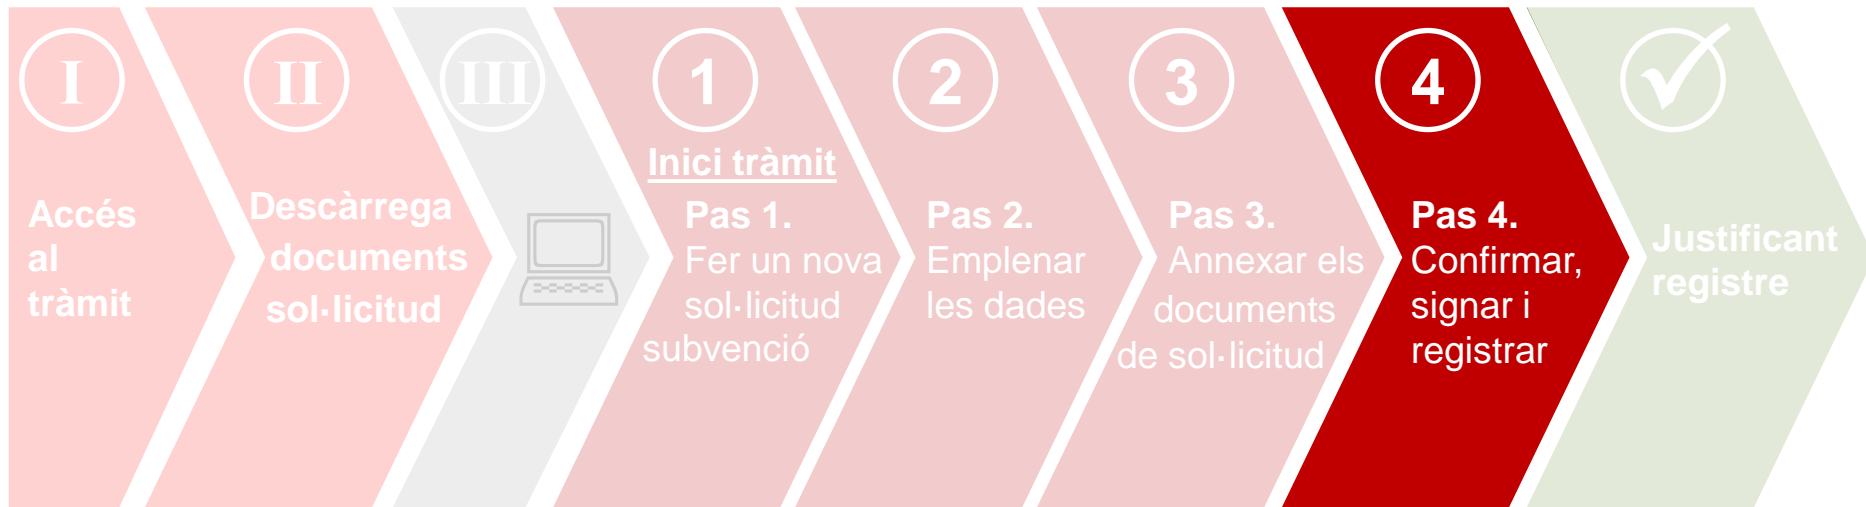 I
Accés
al
tràmit
II
Descàrrega
documents
sol·licitud
III
1
Inici tràmit
Pas 1.
Fer un nova
sol·licitud
subvenció
2
Pas 2.
Emplenar
les dades
3
Pas 3.
Annexar els
documents
de sol·licitud
4
Pas 4.
Confirmar,
signar i
registrar
Justificant
registre